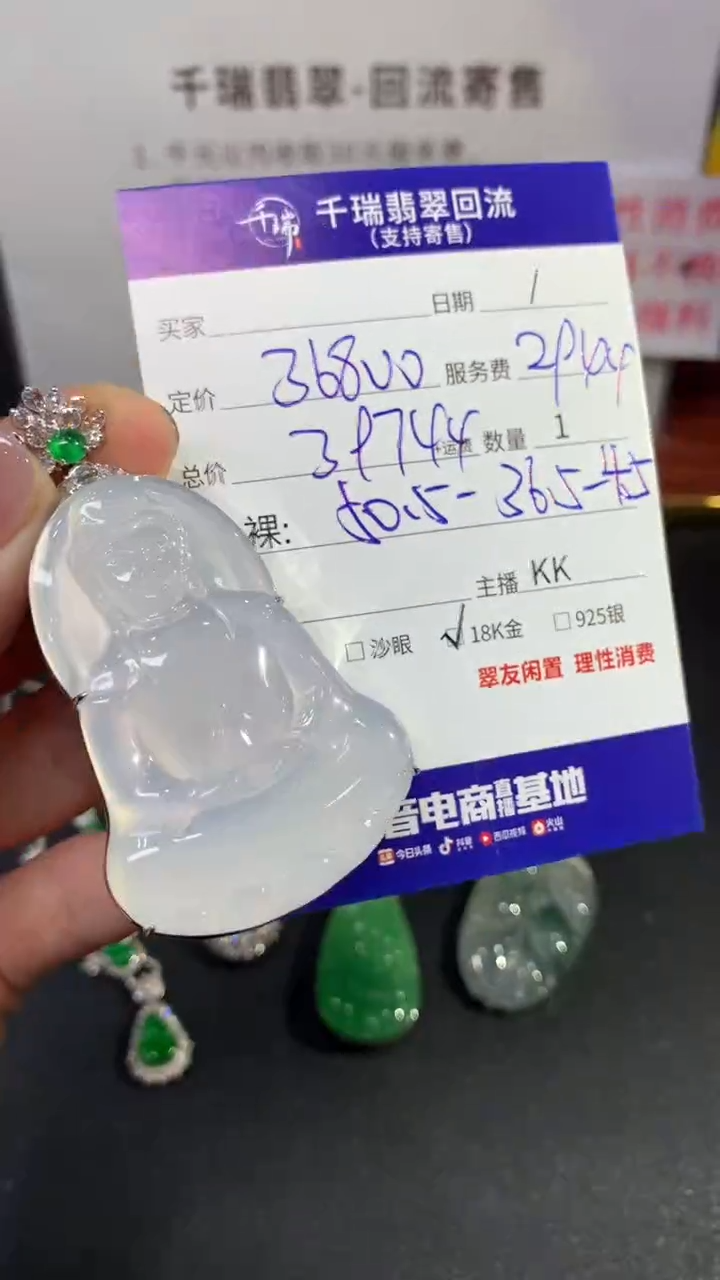 千瑞翡翠-回流寄售
千瑞
千瑞翡翠回流
(支持寄售)
买家 日期 /
定价 36800 服务费
总价 39744 +运费 数量 1
裸: 50.5-36.5-4.5
主播 KK
沙眼 √ 18K金 925银
翠友闲置 理性消费
音电商直播基地
今日头条 抖音 西瓜视频 火山